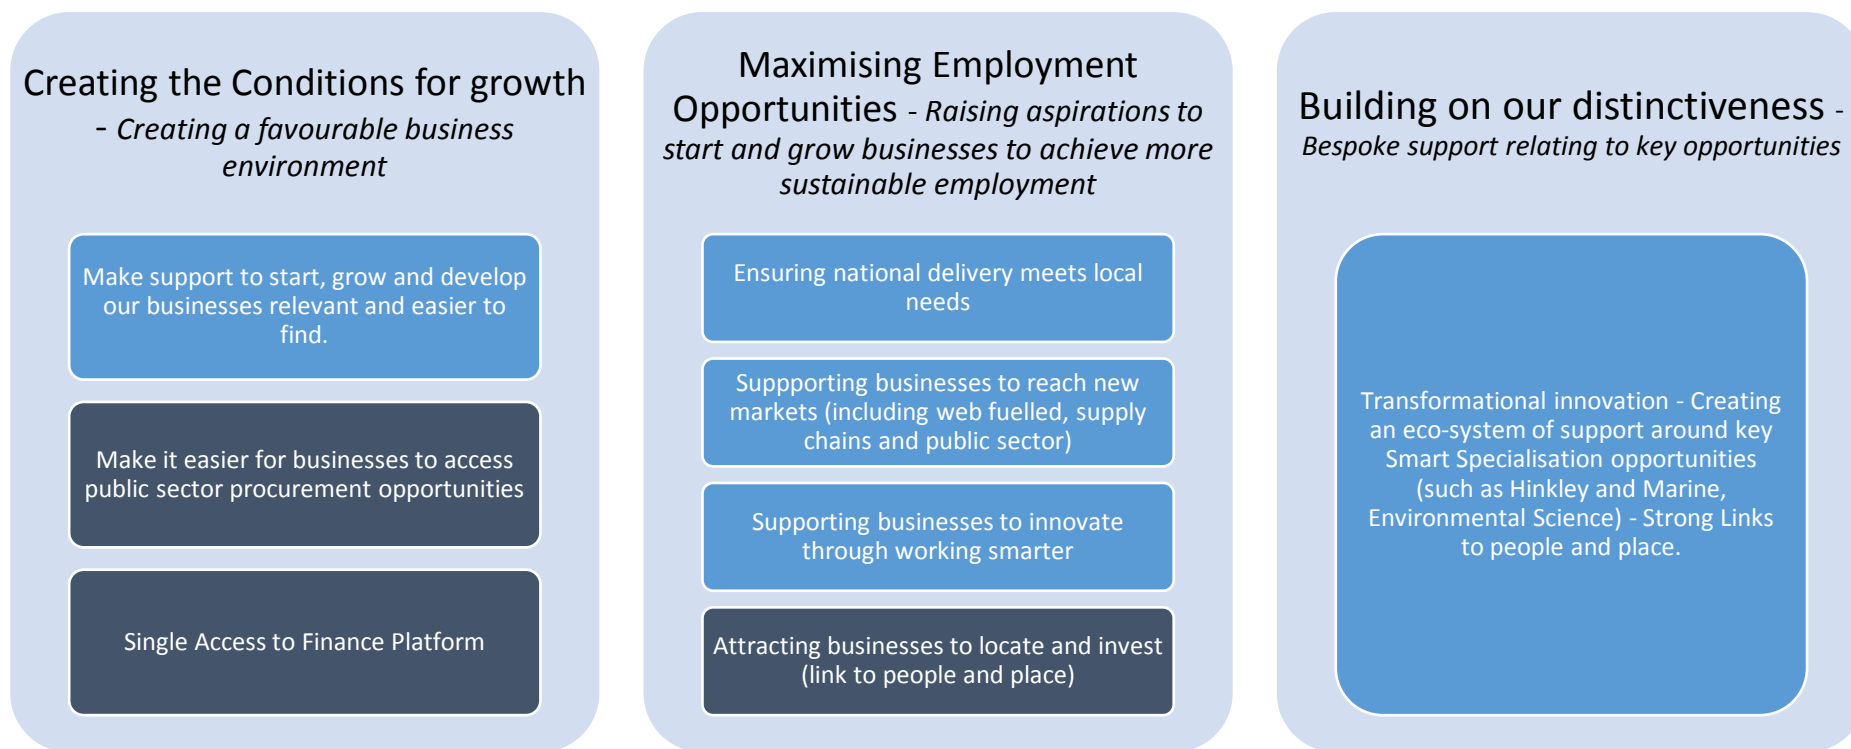 Creating the Conditions for growth
- Creating a favourable business
environment
Make support to start, grow and develop
our businesses relevant and easier to
find.
Make it easier for businesses to access
public sector procurement opportunities
Single Access to Finance Platform
Maximising Employment
Opportunities - Raising aspirations to
start and grow businesses to achieve more
sustainable employment
Ensuring national delivery meets local
needs
Suppporting businesses to reach new
markets (including web fuelled, supply
chains and public sector)
Supporting businesses to innovate
through working smarter
Attracting businesses to locate and invest
(link to people and place)
Building on our distinctiveness -
Bespoke support relating to key opportunities
Transformational innovation - Creating
an eco-system of support around key
Smart Specialisation opportunities
(such as Hinkley and Marine,
Environmental Science) - Strong Links
to people and place.